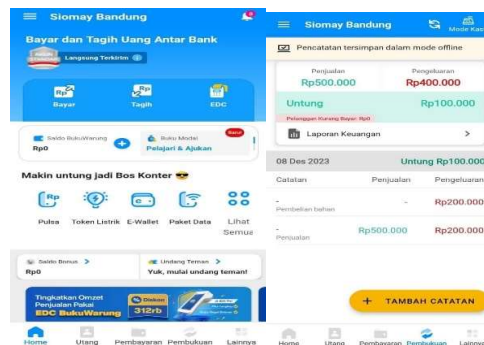 Siomay Bandung
Bayar dan Tagih Uang Antar Bank
Langsung Terkirim
Bayar
Tagih
EDC
Saldo BukuWarung
Rp0
Buku Modal
Pelajari & Ajukan
Baru!
Makin untung jadi Bos Konter
Pulsa
Token Listrik
E-Wallet
Paket Data
Lihat Semua
Saldo Bonus >
Rp0
Undang Teman >
Yuk, mulai undang teman!
Tingkatkan Omzet
Penjualan Pakai
EDC BukuWarung
Diskon
312rb
Home
Utang
Pembayaran
Pembukuan
Lainnya
Siomay Bandung
Mode Kasir
Pencatatan tersimpan dalam mode offline
Penjualan
Rp500.000
Pengeluaran
Rp400.000
Untung
Rp100.000
Pelanggan Kurang Bayar: Rp0
Laporan Keuangan >
08 Des 2023
Untung Rp100.000
Catatan
Penjualan
Pengeluaran
-
Pembelian bahan
-
Rp200.000
-
Penjualan
Rp500.000
Rp200.000
+ TAMBAH CATATAN
Home
Utang
Pembayaran
Pembukuan
Lainnya